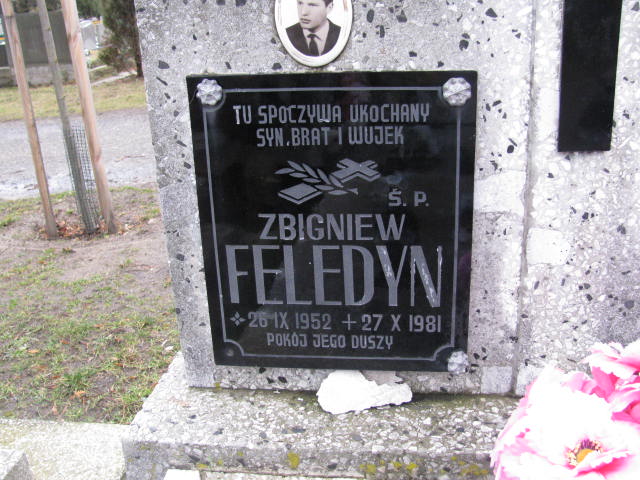 TU SPOCZYWA UKOCHANY
SYN, BRAT I WUJEK
Ś. P.
ZBIGNIEW
FELEDYN
26 IX 1952 + 27 X 1981
POKÓJ JEGO DUSZY